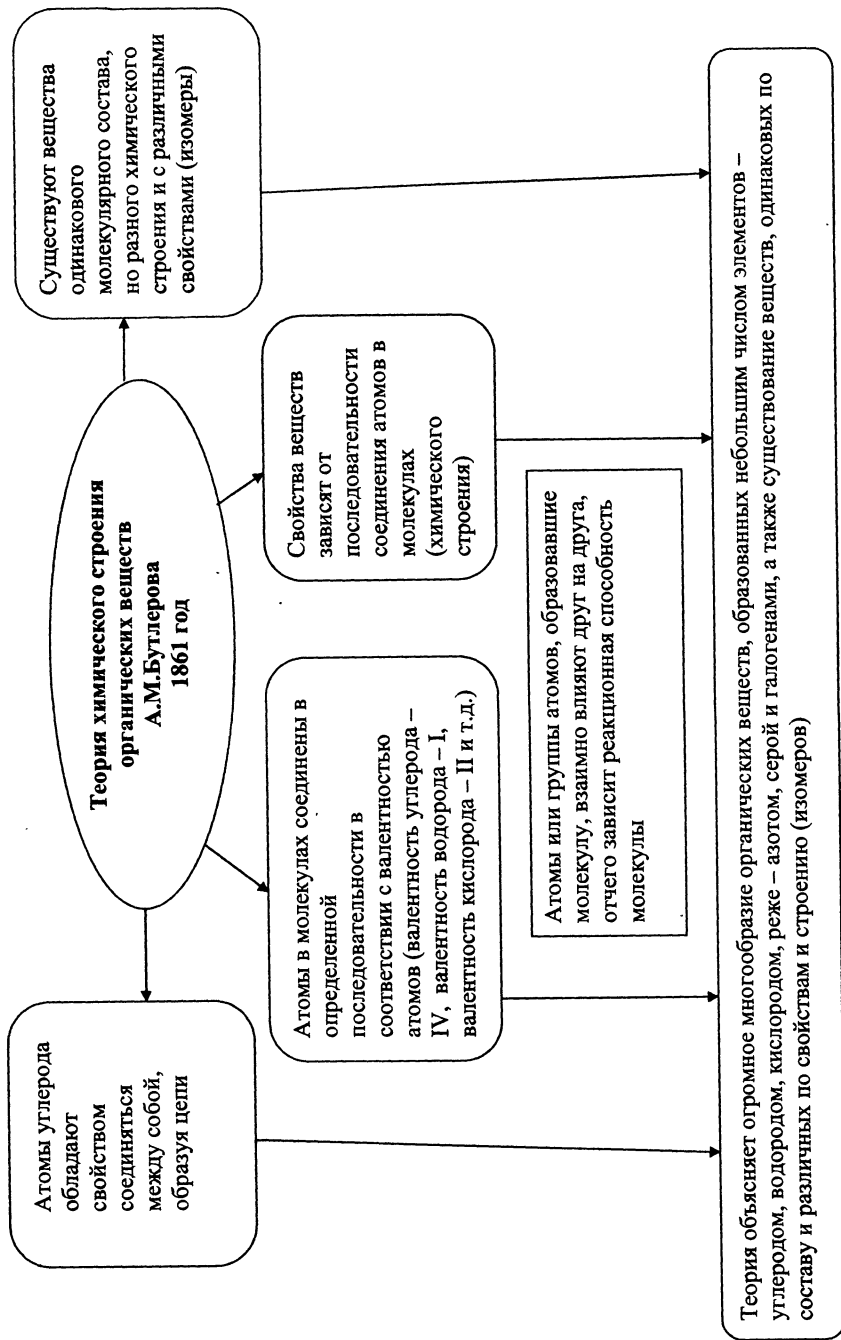 Теория химического строения
органических веществ
А.М.Бутлерова
1861 год
Атомы углерода
обладают
свойством
соединяться
между собой,
образуя цепи
Атомы в молекулах соединены в
определенной
последовательности в
соответствии с валентностью
атомов (валентность углерода –
IV, валентность водорода – I,
валентность кислорода – II и т.д.)
Свойства веществ
зависят от
последовательности
соединения атомов в
молекулах
(химического
строения)
Существуют вещества
одинакового
молекулярного состава,
но разного химического
строения и с различными
свойствами (изомеры)
Атомы или группы атомов, образовавшие
молекулу, взаимно влияют друг на друга,
отчего зависит реакционная способность
молекулы
Теория объясняет огромное многообразие органических веществ, образованных небольшим числом элементов –
углеродом, водородом, кислородом, реже – азотом, серой и галогенами, а также существование веществ, одинаковых по
составу и различных по свойствам и строению (изомеров)